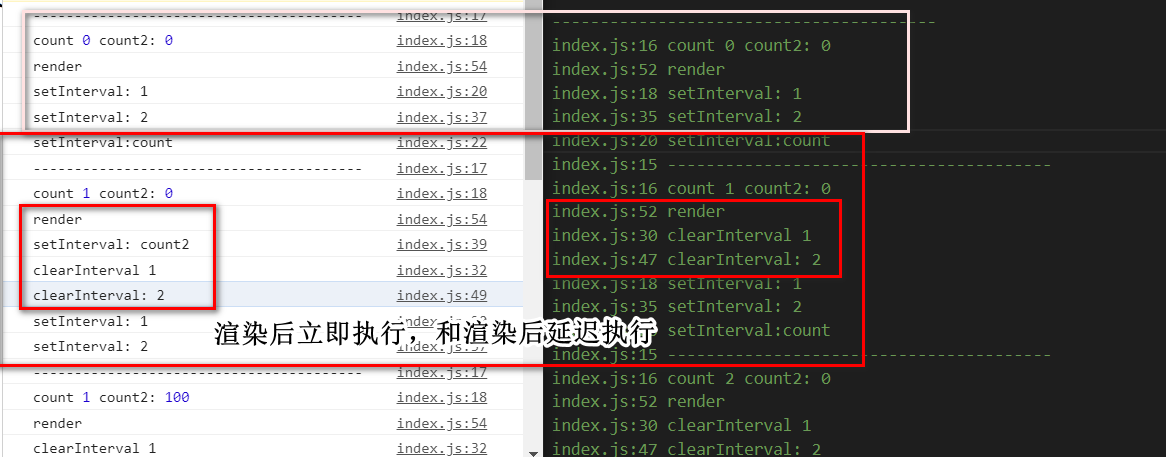 ---------------------------------------- index.js:17
count 0 count2: 0 index.js:18
render index.js:54
setInterval: 1 index.js:20
setInterval: 2 index.js:37
setInterval:count index.js:22
---------------------------------------- index.js:17
count 1 count2: 0 index.js:18
render index.js:54
setInterval: count2 index.js:39
clearInterval 1 index.js:32
clearInterval: 2 index.js:49
setInterval: 1
setInterval: 2
---------------------------------------- index.js:17
count 1 count2: 100 index.js:18
render index.js:54
clearInterval 1 index.js:32
----------------------------------------
index.js:16 count 0 count2: 0
index.js:52 render
index.js:18 setInterval: 1
index.js:35 setInterval: 2
index.js:20 setInterval:count
index.js:15 ----------------------------------------
index.js:16 count 1 count2: 0
index.js:52 render
index.js:30 clearInterval 1
index.js:47 clearInterval: 2
index.js:18 setInterval: 1
index.js:35 setInterval: 2
setInterval:count
index.js:15 ----------------------------------------
index.js:16 count 2 count2: 0
index.js:52 render
index.js:30 clearInterval 1
index.js:47 clearInterval: 2
渲染后立即执行，和渲染后延迟执行